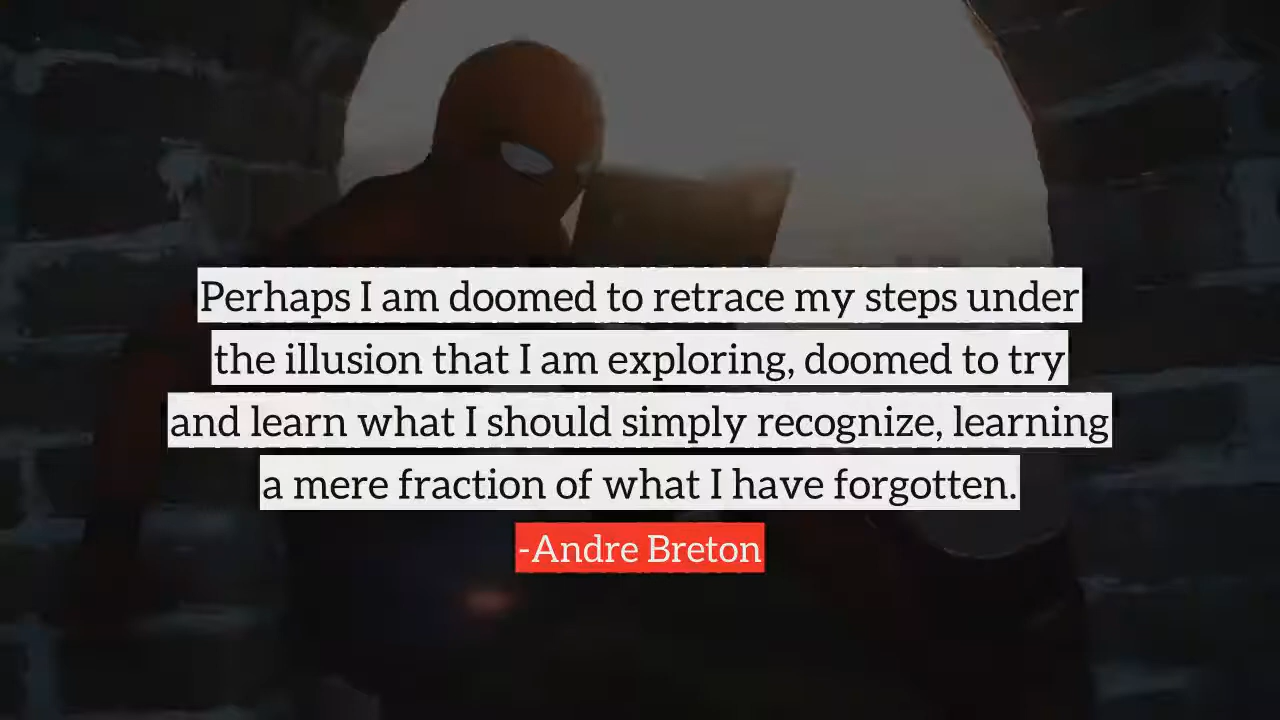 Perhaps I am doomed to retrace my steps under
the illusion that I am exploring, doomed to try
and learn what I should simply recognize, learning
a mere fraction of what I have forgotten.
-Andre Breton